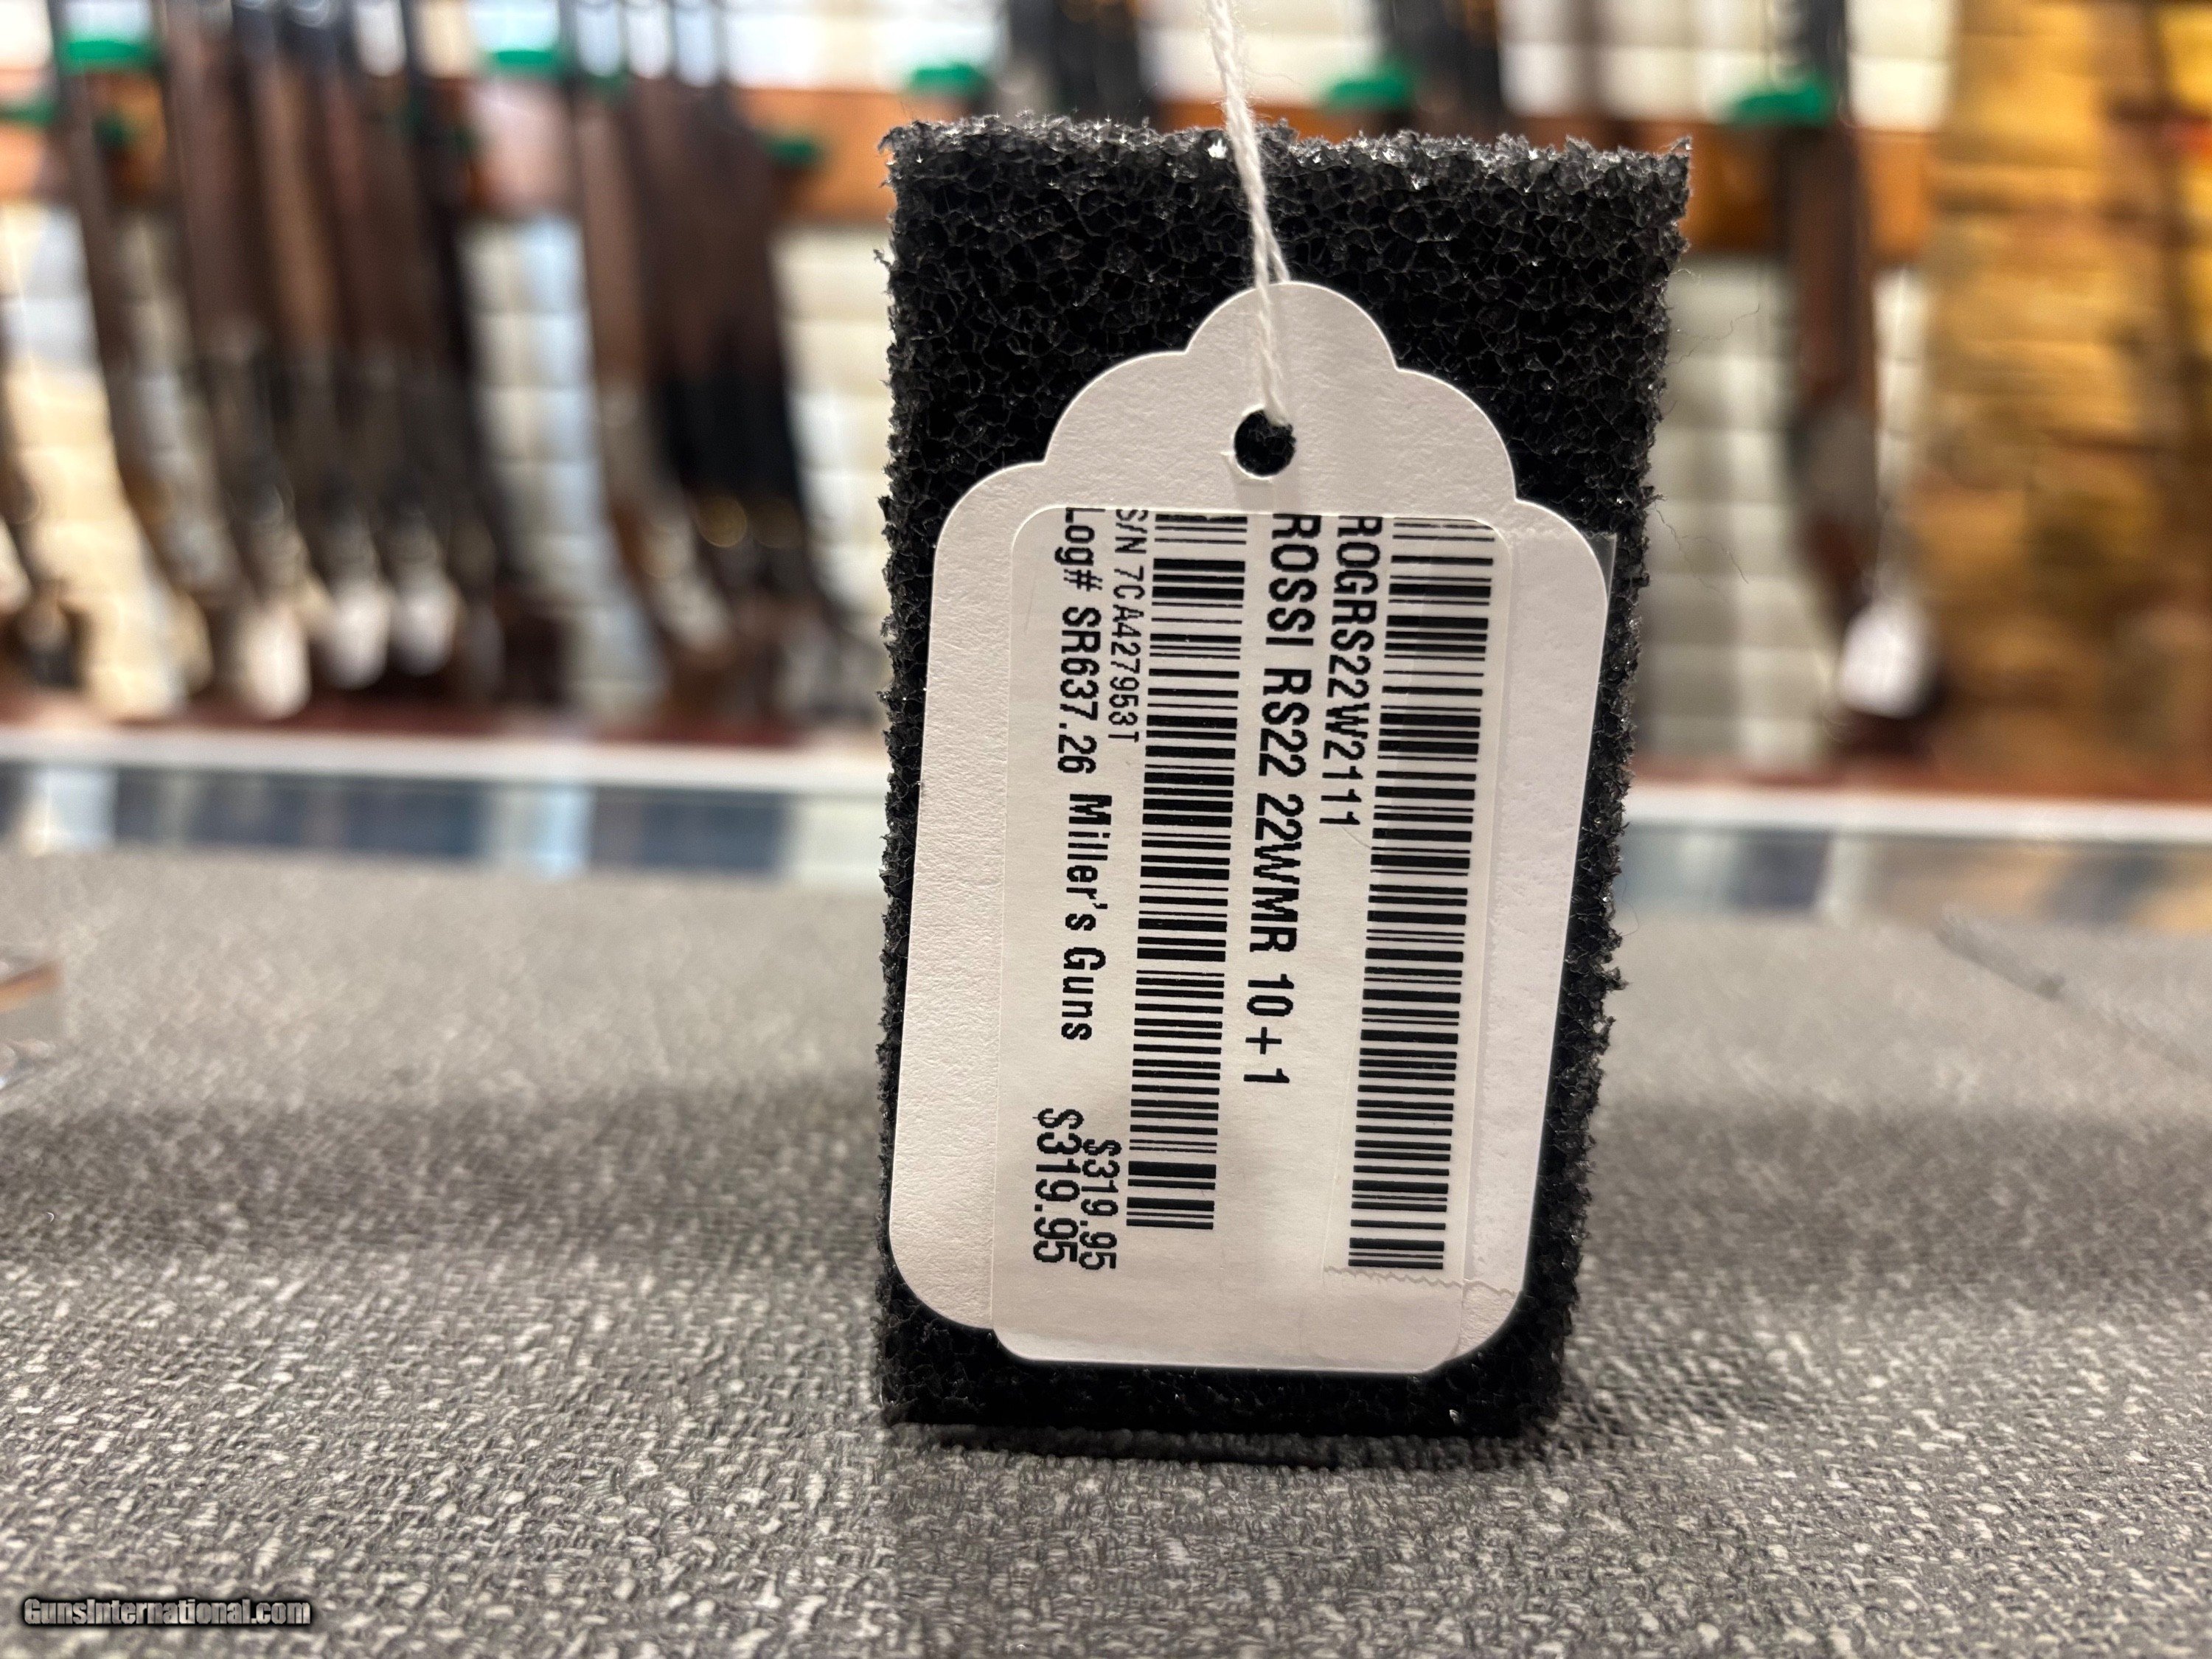 ROGRS22W2111
ROSSI RS22 22WMR 10+1
S/N 7CA427953T
$319.95
Log# SR637.26 Miller's Guns
$319.95
GunsInternational.com